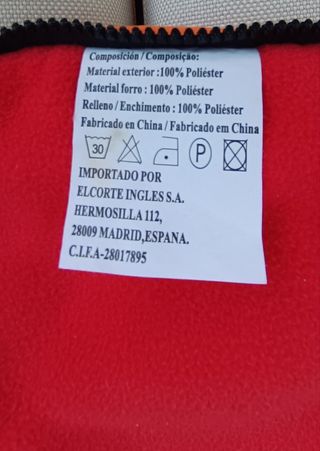 Composición / Composição:
Material exterior :100% Poliéster
Material forro : 100% Poliéster
Relleno / Enchimento : 100% Poliéster
Fabricado en China / Fabricado em China
30 P
IMPORTADO POR
ELCORTE INGLES S.A.
HERMOSILLA 112,
28009 MADRID,ESPANA.
C.I.F.A-28017895